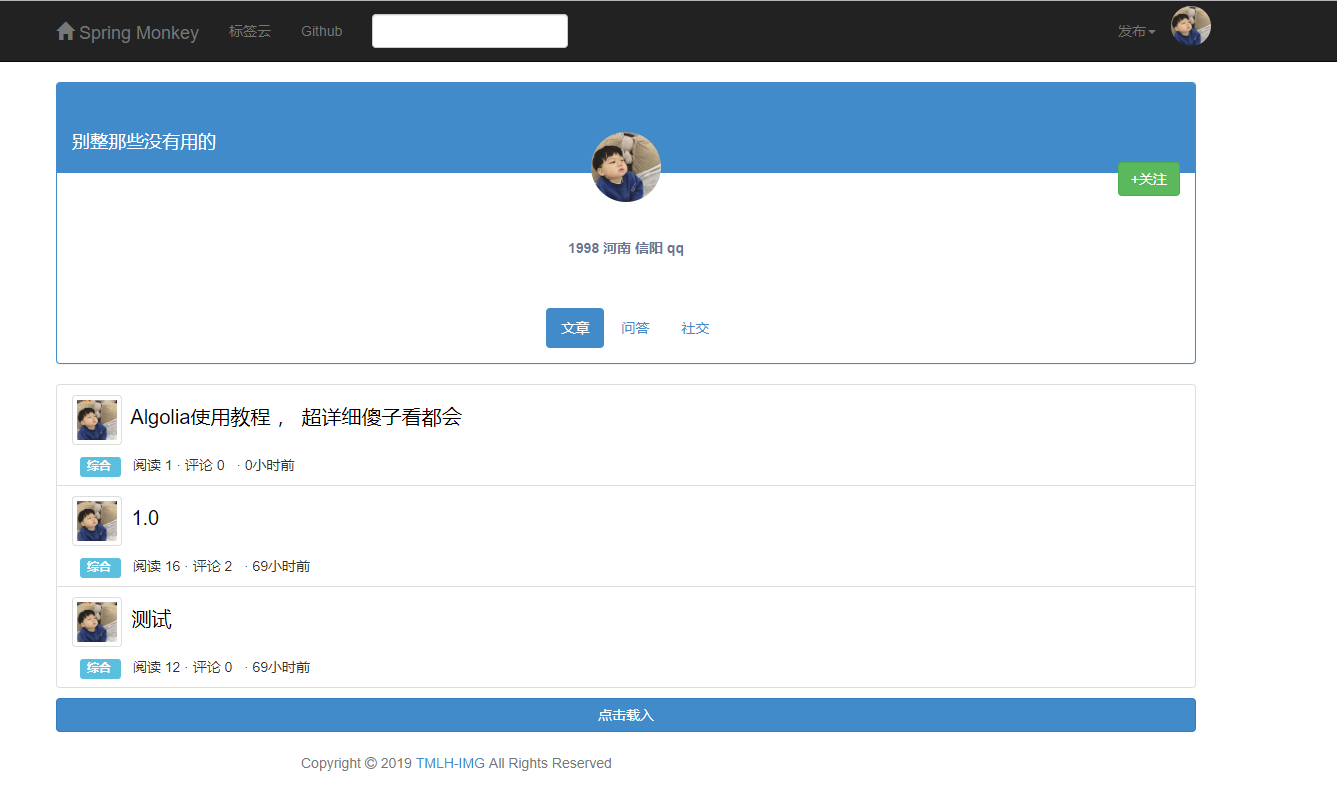 Spring Monkey 标签云 Github 发布
别整那些没有用的
+关注
1998 河南 信阳 qq
文章 问答 社交
Algolia使用教程 ， 超详细傻子看都会
综合 阅读 1 · 评论 0 · 0小时前
1.0
综合 阅读 16 · 评论 2 · 69小时前
测试
综合 阅读 12 · 评论 0 · 69小时前
点击载入
Copyright © 2019 TMLH-IMG All Rights Reserved